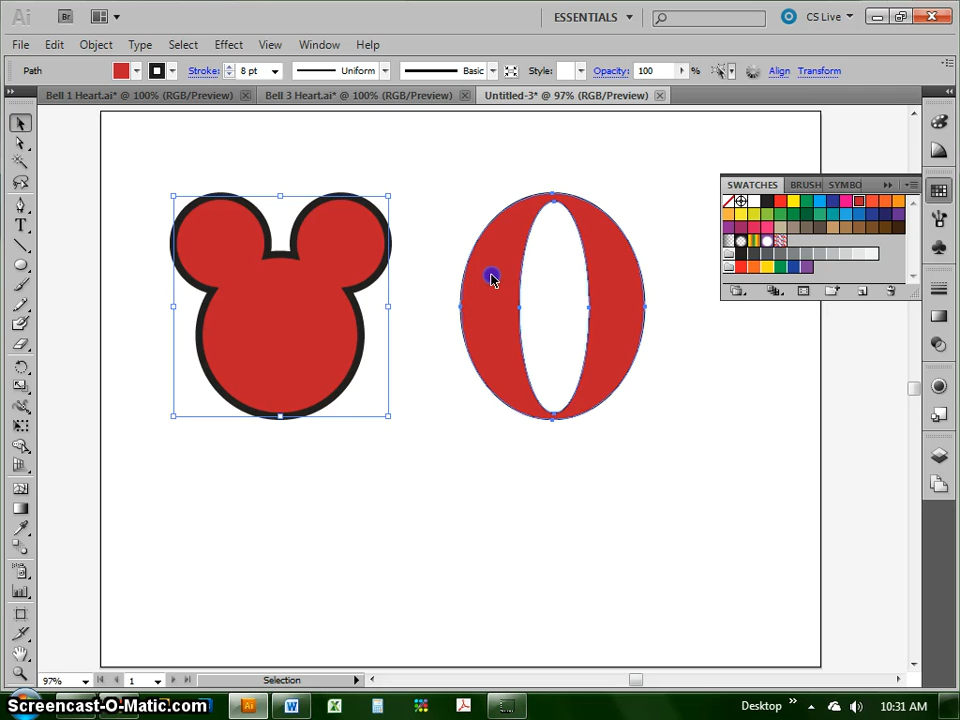 Ai Br ESSENTIALS CS Live
File Edit Object Type Select Effect View Window Help
Path Stroke: 8 pt Uniform Basic Style: Opacity: 100 % Align Transform
Bell 1 Heart.ai* @ 100% (RGB/Preview) Bell 3 Heart.ai* @ 100% (RGB/Preview) Untitled-3* @ 97% (RGB/Preview)
SWATCHES BRUSH SYMBO
97% 1 Selection
Screencast-O-Matic.com Ai W Desktop 10:31 AM